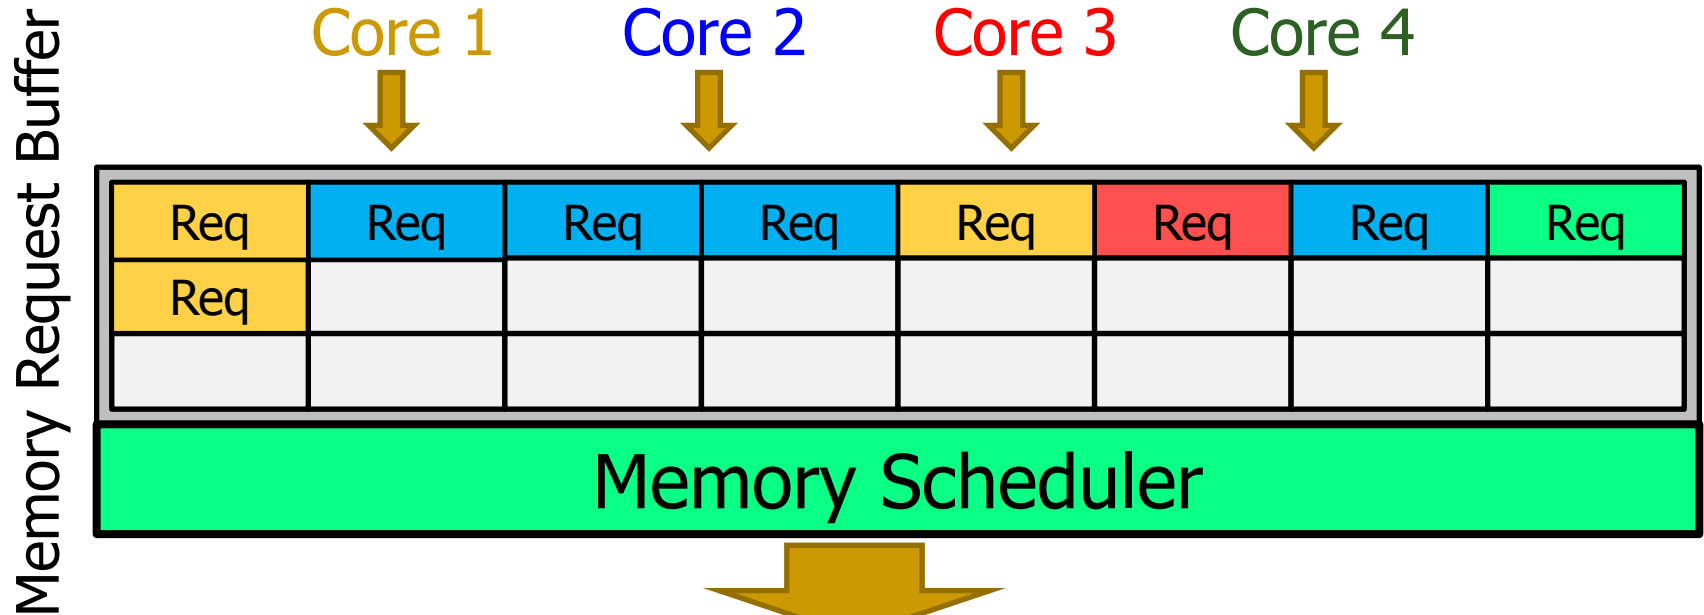 Memory Request Buffer
Core 1 Core 2 Core 3 Core 4
Req Req Req Req Req Req Req Req
Req
Memory Scheduler